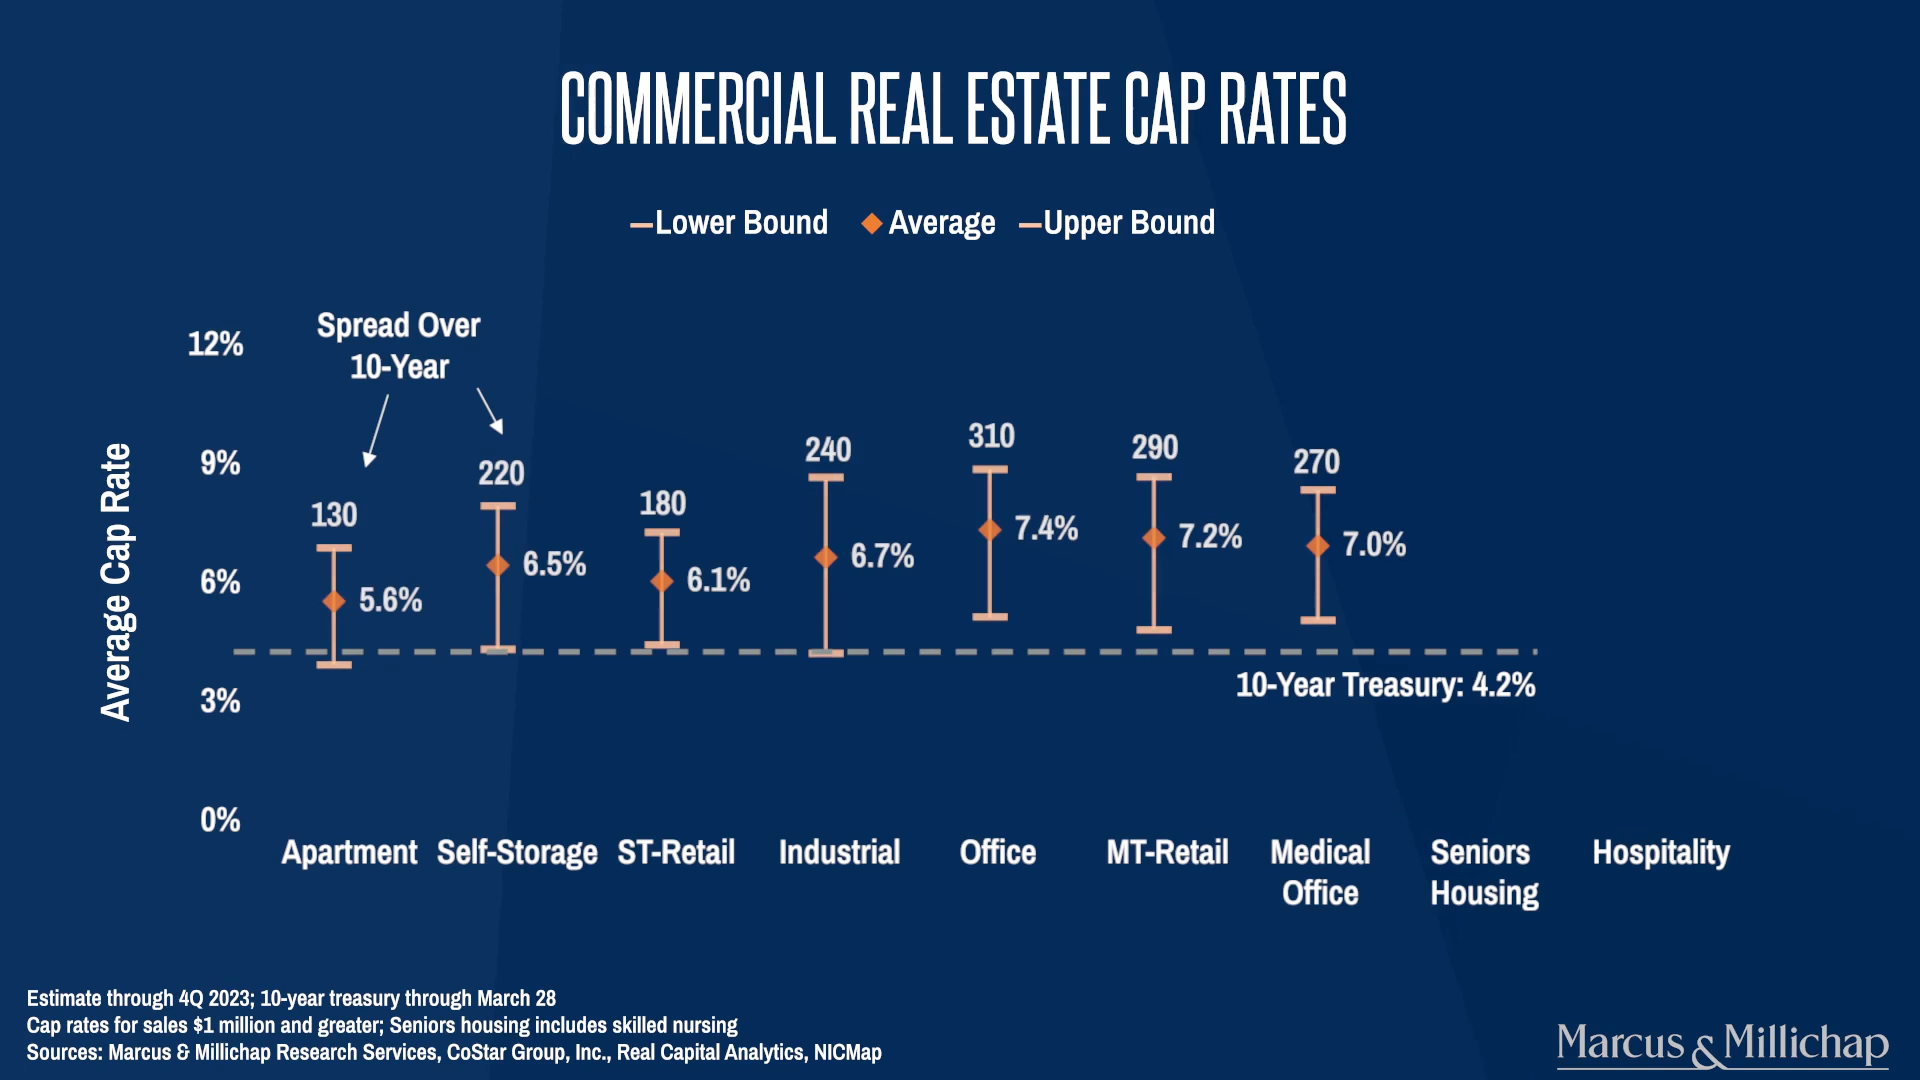 COMMERCIAL REAL ESTATE CAP RATES
Lower Bound Average Upper Bound
Spread Over
10-Year
12%
9%
6%
3%
0%
Average Cap Rate
130
220
180
240
310
290
270
5.6%
6.5%
6.1%
6.7%
7.4%
7.2%
7.0%
10-Year Treasury: 4.2%
Apartment
Self-Storage
ST-Retail
Industrial
Office
MT-Retail
Medical
Office
Seniors
Housing
Hospitality
Estimate through 4Q 2023; 10-year treasury through March 28
Cap rates for sales $1 million and greater; Seniors housing includes skilled nursing
Sources: Marcus & Millichap Research Services, CoStar Group, Inc., Real Capital Analytics, NICMap
Marcus & Millichap